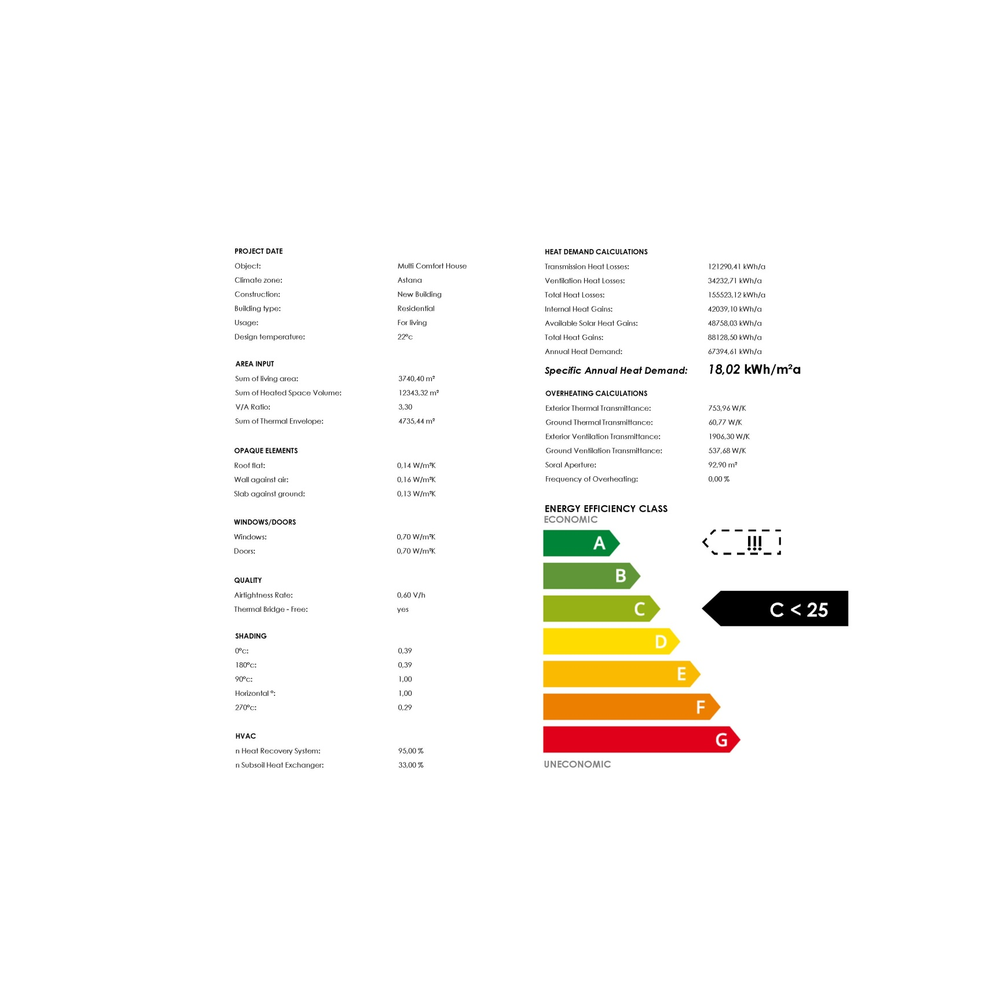 PROJECT DATE
Object: Multi Comfort House
Climate zone: Astana
Construction: New Building
Building type: Residential
Usage: For living
Design temperature: 22°c
AREA INPUT
Sum of living area: 3740,40 m²
Sum of Heated Space Volume: 12343,32 m²
V/A Ratio: 3,30
Sum of Thermal Envelope: 4735,44 m²
OPAQUE ELEMENTS
Roof flat: 0,14 W/m²K
Wall against air: 0,16 W/m²K
Slab against ground: 0,13 W/m²K
WINDOWS/DOORS
Windows: 0,70 W/m²K
Doors: 0,70 W/m²K
QUALITY
Airtightness Rate: 0,60 V/h
Thermal Bridge - Free: yes
SHADING
0°c: 0,39
180°c: 0,39
90°c: 1,00
Horizontal °: 1,00
270°c: 0,29
HVAC
n Heat Recovery System: 95,00 %
n Subsoil Heat Exchanger: 33,00 %
HEAT DEMAND CALCULATIONS
Transmission Heat Losses: 121290,41 kWh/a
Ventilation Heat Losses: 34232,71 kWh/a
Total Heat Losses: 155523,12 kWh/a
Internal Heat Gains: 42039,10 kWh/a
Available Solar Heat Gains: 48758,03 kWh/a
Total Heat Gains: 88128,50 kWh/a
Annual Heat Demand: 67394,61 kWh/a
Specific Annual Heat Demand: 18,02 kWh/m²a
OVERHEATING CALCULATIONS
Exterior Thermal Transmittance: 753,96 W/K
Ground Thermal Transmittance: 60,77 W/K
Exterior Ventilation Transmittance: 1906,30 W/K
Ground Ventilation Transmittance: 537,68 W/K
Soral Aperture: 92,90 m²
Frequency of Overheating: 0,00 %
ENERGY EFFICIENCY CLASS
ECONOMIC
A !!!
B
C C < 25
D
E
F
G
UNECONOMIC